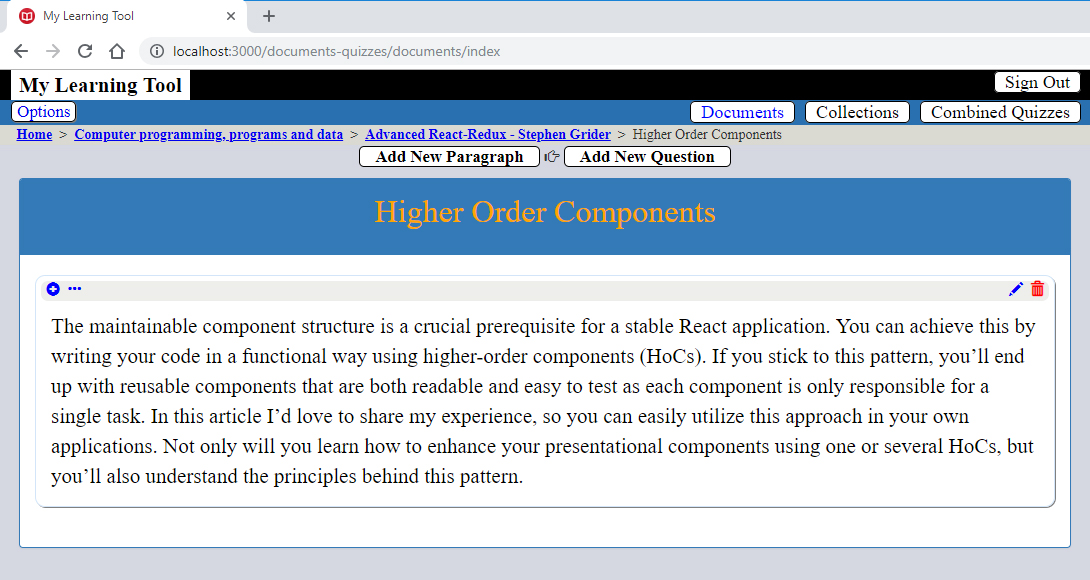 My Learning Tool
localhost:3000/documents-quizzes/documents/index
My Learning Tool
Sign Out
Options
Documents
Collections
Combined Quizzes
Home > Computer programming, programs and data > Advanced React-Redux - Stephen Grider > Higher Order Components
Add New Paragraph
Add New Question
Higher Order Components
The maintainable component structure is a crucial prerequisite for a stable React application. You can achieve this by
writing your code in a functional way using higher-order components (HoCs). If you stick to this pattern, you’ll end
up with reusable components that are both readable and easy to test as each component is only responsible for a
single task. In this article I’d love to share my experience, so you can easily utilize this approach in your own
applications. Not only will you learn how to enhance your presentational components using one or several HoCs, but
you’ll also understand the principles behind this pattern.